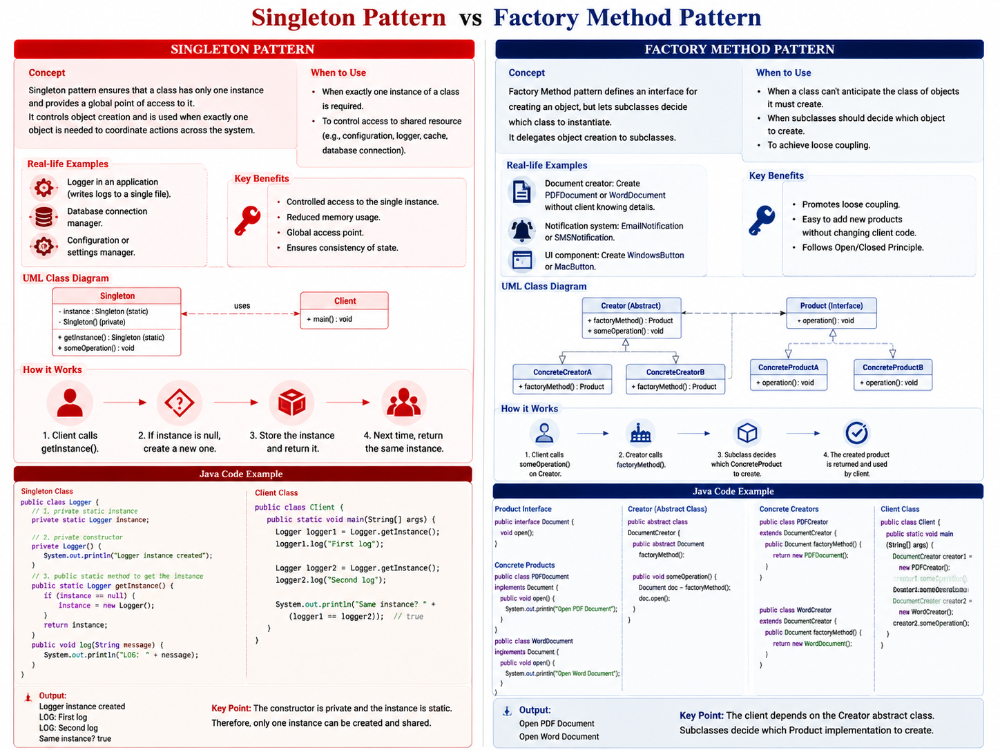 Singleton Pattern vs Factory Method Pattern
SINGLETON PATTERN
Concept
Singleton pattern ensures that a class has only one instance
and provides a global point of access to it.
It controls object creation and is used when exactly one
object is needed to coordinate actions across the system.
When to Use
• When exactly one instance of a class
is required.
• To control access to shared resource
(e.g., configuration, logger, cache,
database connection).
Real-life Examples
Logger in an application
(writes logs to a single file).
Database connection
manager.
Configuration or
settings manager.
Key Benefits
• Controlled access to the single instance.
• Reduced memory usage.
• Global access point.
• Ensures consistency of state.
UML Class Diagram
Singleton
- instance : Singleton (static)
- Singleton() (private)
+ getInstance() : Singleton (static)
+ someOperation() : void
uses
Client
+ main() : void
How it Works
1. Client calls
getInstance().
2. If instance is null,
create a new one.
3. Store the instance
and return it.
4. Next time, return
the same instance.
Java Code Example
Singleton Class
public class Logger {
// 1. private static instance
private static Logger instance;
// 2. private constructor
private Logger() {
System.out.println("Logger instance created");
}
// 3. public static method to get the instance
public static Logger getInstance() {
if (instance == null) {
instance = new Logger();
}
return instance;
}
public void log(String message) {
System.out.println("LOG: " + nessage);
}
}
Client Class
public class CIient {
public static void main(String[] args) {
Logger logger1 = Logger.getInstance();
logger1.log("First log");
Logger logger2 = Logger.getInstance();
logger2.log("Second log");
System.out.println("Same instance? " +
(logger1 == logger2)); // true
}
}
Output:
Logger instance created
LOG: First log
LOG: Second log
Same instance? true
Key Point: The constructor is private and the instance is static.
Therefore, only one instance can be created and shared.
FACTORY METHOD PATTERN
Concept
Factory Method pattern defines an interface for
creating an object, but lets subclasses decide
which class to instantiate.
It delegates object creation to subclasses.
When to Use
• When a class can't anticipate the class of objects
it must create.
• When subclasses should decide which object
to create.
• To achieve loose coupling.
Real-life Examples
Document creator: Create
PDFDocument or WordDocument
without client knowing details.
Notification system: EmailNotification
or SMSNotification.
UI component: Create WindowsButton
or MacButton.
Key Benefits
• Promotes loose coupling.
• Easy to add new products
without changing client code.
• Follows Open/Closed Principle.
UML Class Diagram
Creator (Abstract)
+ factoryMethod() : Product
+ someOperation() : void
Product (Interface)
+ operation() : void
ConcreteCreatorA
+ factoryMethod() : Product
ConcreteCreatorB
+ factoryMethod() : Product
ConcreteProductA
+ operation() : void
ConcreteProductB
+ operation() : void
How it Works
1. Client calls
someOperation()
on Creator.
2. Creator calls
factoryMethod().
3. Subclass decides
which ConcreteProduct
to create.
4. The created product
is returned and used
by client.
Java Code Example
Product Interface
public interface Document {
void open();
}
Concrete Products
public class PDFDocument
implements Document {
public void open() {
System.out.println("Open PDF Document");
}
}
public class WordDocument
implements Document {
public void open() {
System.out.println("Open Word Document");
}
}
Creator (Abstract Class)
public abstract class
DocumentCreotor {
public abstract Document
factoryMethod();
public void someOperation() {
Document doc – factoryMethod();
doc.open();
}
}
Concrete Creators
public class PDFCreator
extends DocumentCreator {
public Document factoryMethod() {
return new PDFDocument();
}
}
public class WordCreator
extends DocumentCreator {
public Document factoryMethod() {
return new WordDocument();
}
}
Client Class
public class Client {
public static void main
(String[] args) {
DocumentCreator creator1 =
new PDFCreator();
creator1.someOperation();
DocumentCreater creator2 =
new WordCreator();
creator2.someOperation();
}
}
Output:
Open PDF Document
Open Word Document
Key Point: The client depends on the Creator abstract class.
Subclasses decide which Product implementation to create.